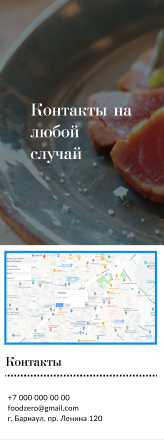 Контакты на
любой
случай
Контакты
+7 000 000 00 00
foodzero@gmail.com
г. Барнаул, пр. Ленина 120